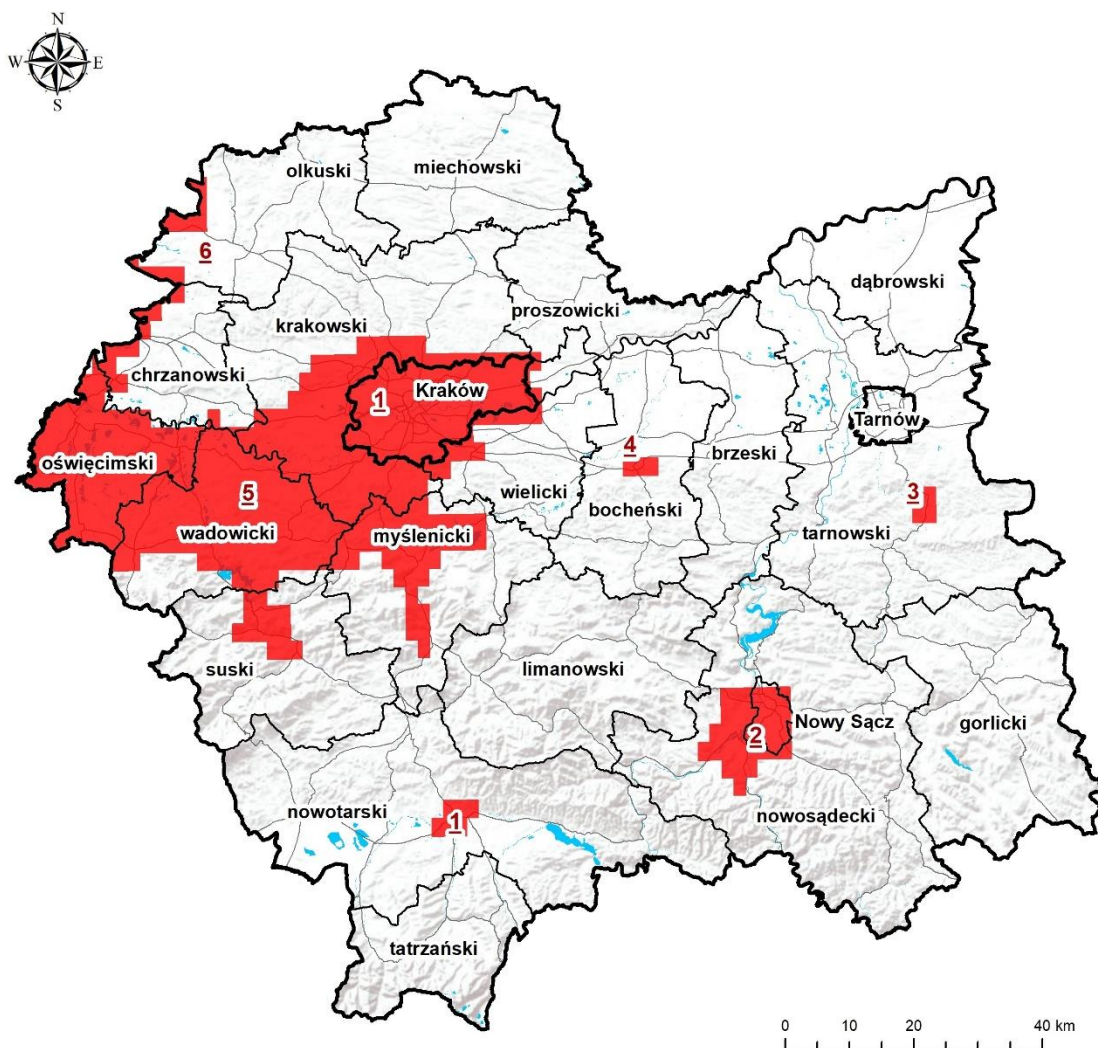 N
W E
S
olkuski
miechowski
6
dąbrowski
krakowski
proszowicki
chrzanowski
1
Kraków
Tarnów
oświęcimski
4
brzeski
5
wielicki
3
bocheński
wadowicki
myślenicki
tarnowski
suski
limanowski
Nowy Sącz
gorlicki
2
nowotarski
1
nowosądecki
tatrzański
0 10 20 40 km